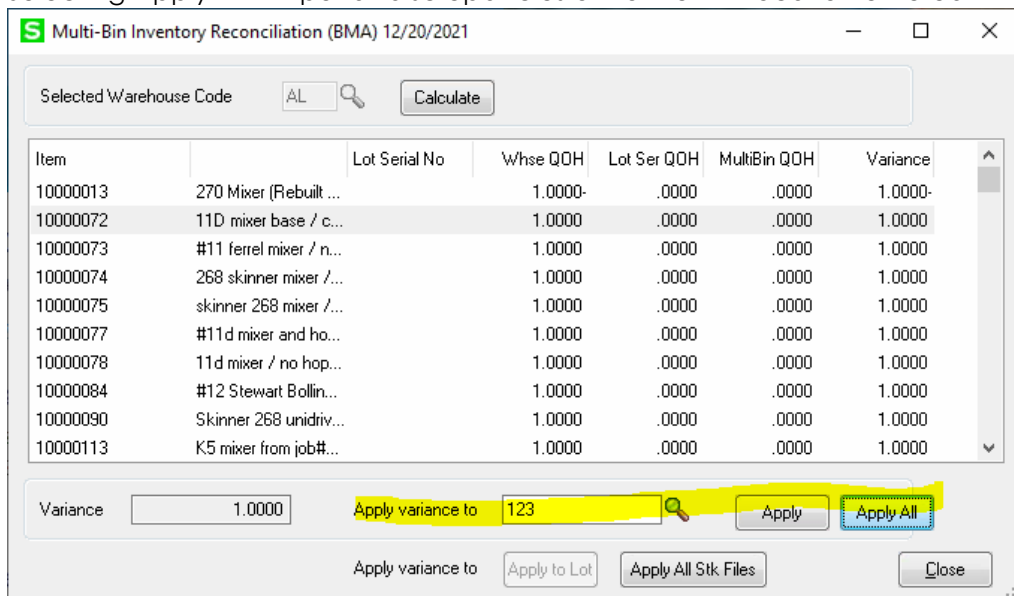 S Multi-Bin Inventory Reconciliation (BMA) 12/20/2021
Selected Warehouse Code AL Calculate
Item Lot Serial No Whse QOH Lot Ser QOH MultiBin QOH Variance
10000013 270 Mixer (Rebuilt ... 1.0000- .0000 .0000 1.0000-
10000072 11D mixer base / c... 1.0000 .0000 .0000 1.0000
10000073 #11 ferrel mixer / n... 1.0000 .0000 .0000 1.0000
10000074 268 skinner mixer /... 1.0000 .0000 .0000 1.0000
10000075 skinner 268 mixer /... 1.0000 .0000 .0000 1.0000
10000077 #11d mixer and ho... 1.0000 .0000 .0000 1.0000
10000078 11d mixer / no hop... 1.0000 .0000 .0000 1.0000
10000084 #12 Stewart Bollin... 1.0000 .0000 .0000 1.0000
10000090 Skinner 268 unidriv... 1.0000 .0000 .0000 1.0000
10000113 K5 mixer from job#... 1.0000 .0000 .0000 1.0000
Variance 1.0000 Apply variance to 123 Apply Apply All
Apply variance to Apply to Lot Apply All Stk Files Close